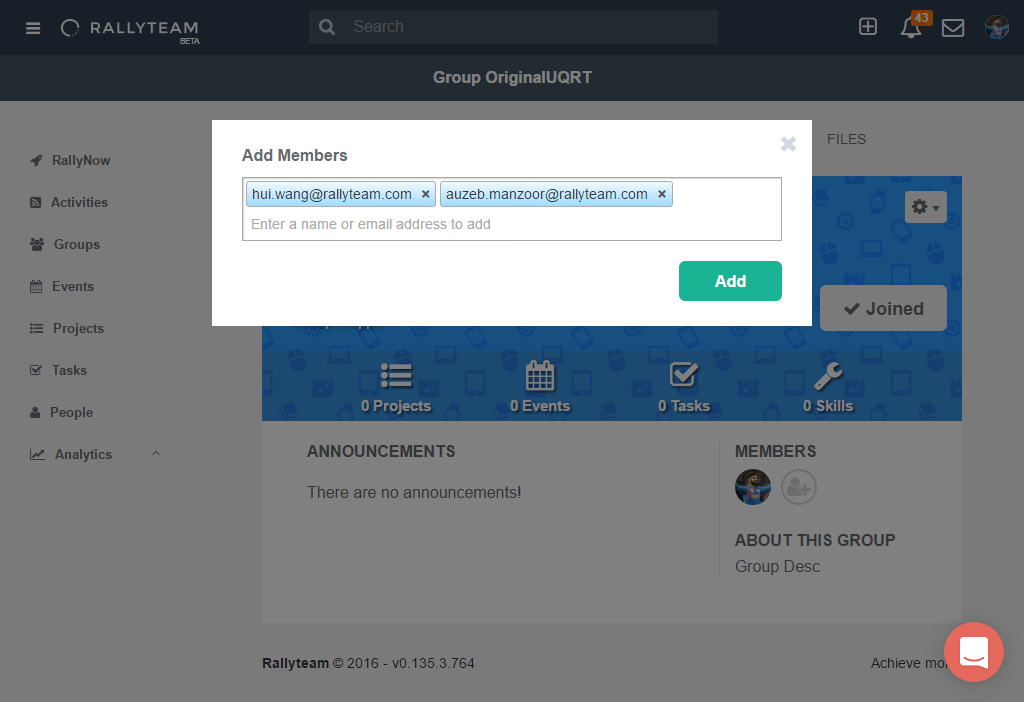 RALLYTEAM
BETA
Search
43
Group OriginalUQRT
RallyNow
Activities
Groups
Events
Projects
Tasks
People
Analytics
FILES
Add Members
hui.wang@rallyteam.com × auzeb.manzoor@rallyteam.com ×
Enter a name or email address to add
Add
Joined
0 Projects
0 Events
0 Tasks
0 Skills
ANNOUNCEMENTS
There are no announcements!
MEMBERS
ABOUT THIS GROUP
Group Desc
Rallyteam © 2016 - v0.135.3.764
Achieve